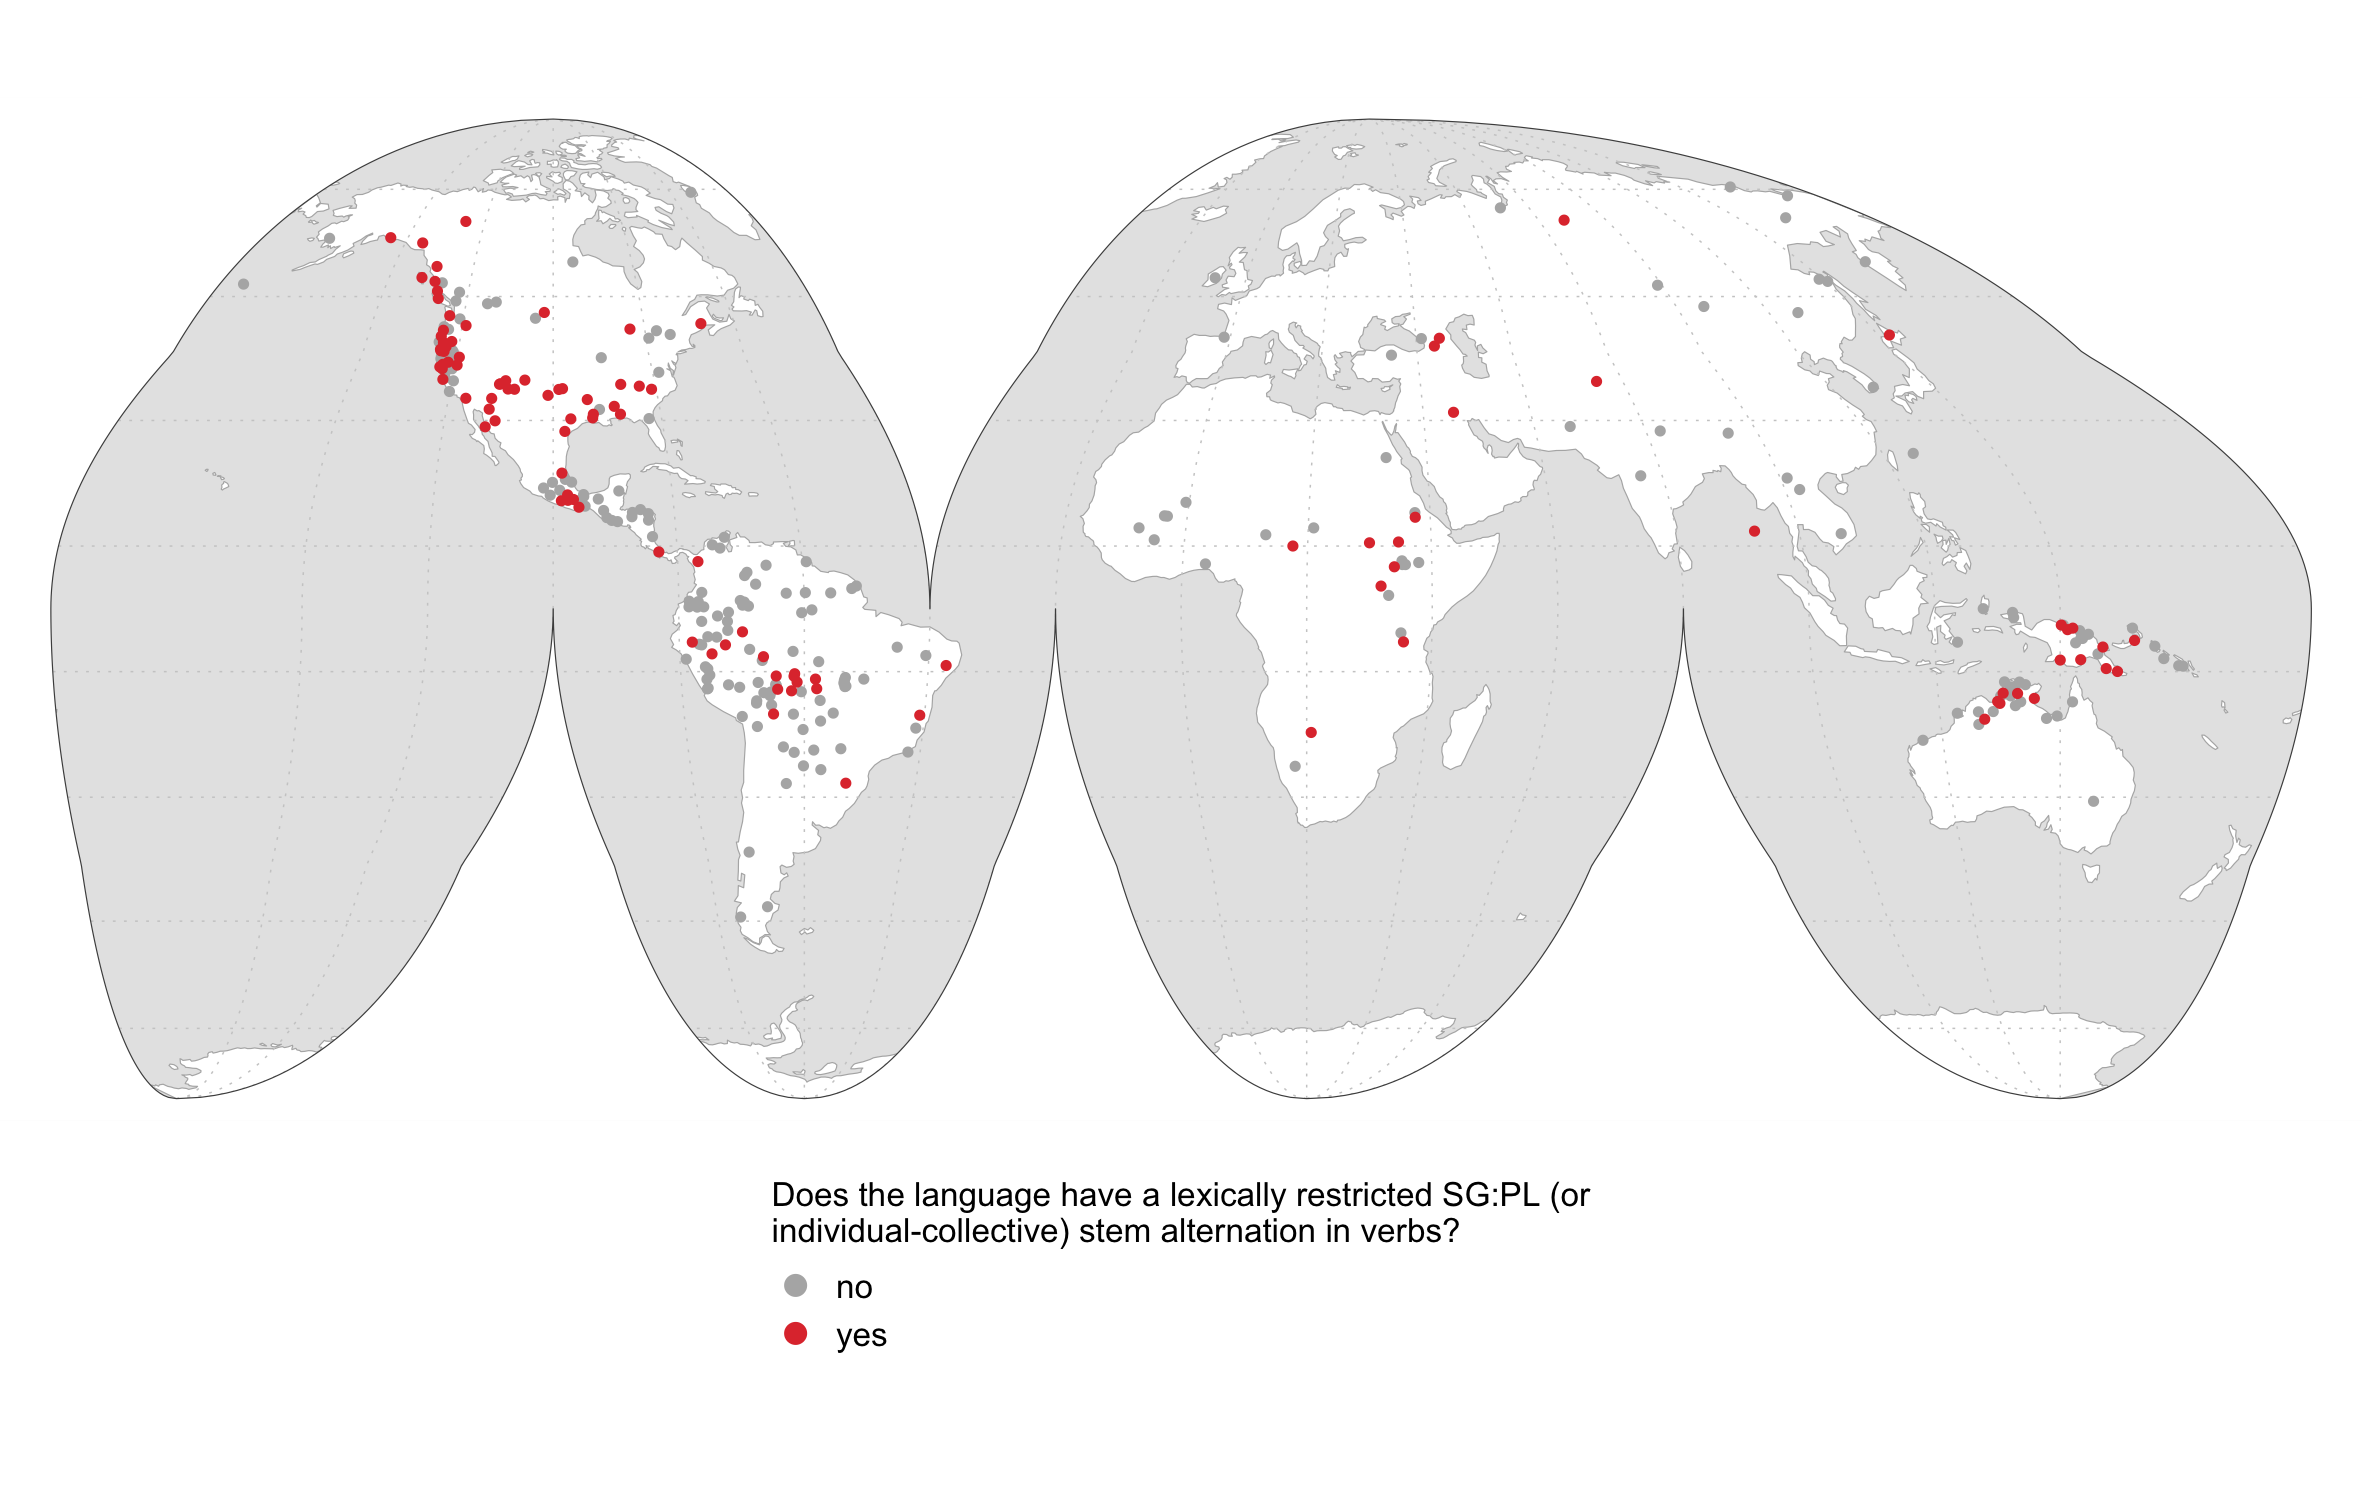 Does the language have a lexically restricted SG:PL (or
individual-collective) stem alternation in verbs?
no
yes